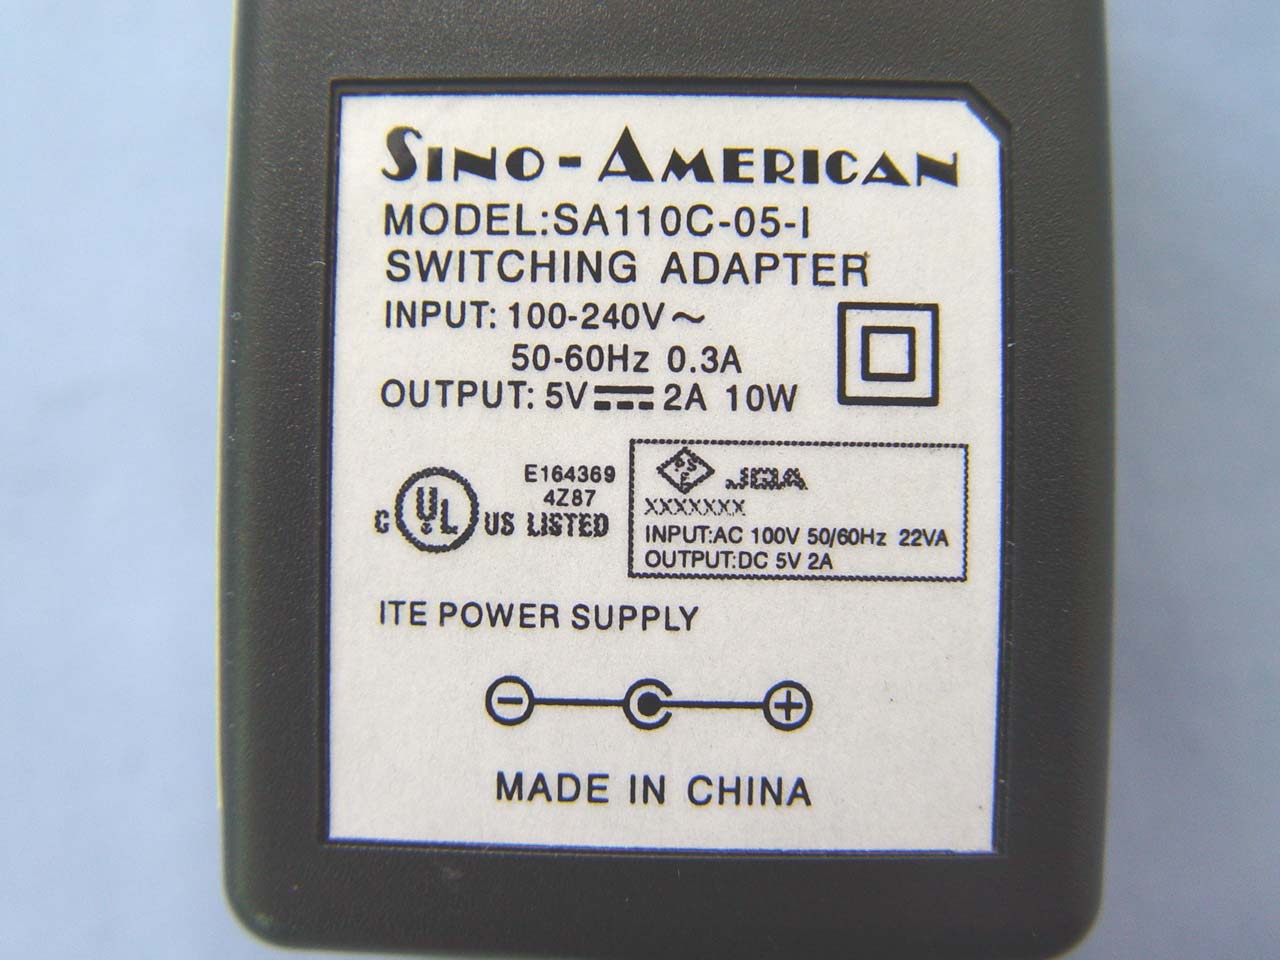 SINO-AMERICAN
MODEL:SA110C-05-I
SWITCHING ADAPTER
INPUT: 100-240V～
50-60Hz 0.3A
OUTPUT: 5V⎓2A 10W
E164369
4Z87
C UL US LISTED
PSE JQA
XXXXXXX
INPUT:AC 100V 50/60Hz 22VA
OUTPUT:DC 5V 2A
ITE POWER SUPPLY
− +
MADE IN CHINA